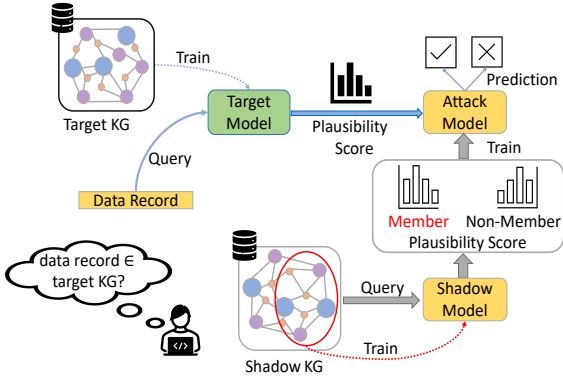 Train
Prediction
Target KG
Target
Model
Plausibility
Score
Attack
Model
Query
Train
Data Record
Member
Non-Member
Plausibility Score
data record ∈
target KG?
Query
Shadow
Model
Train
Shadow KG